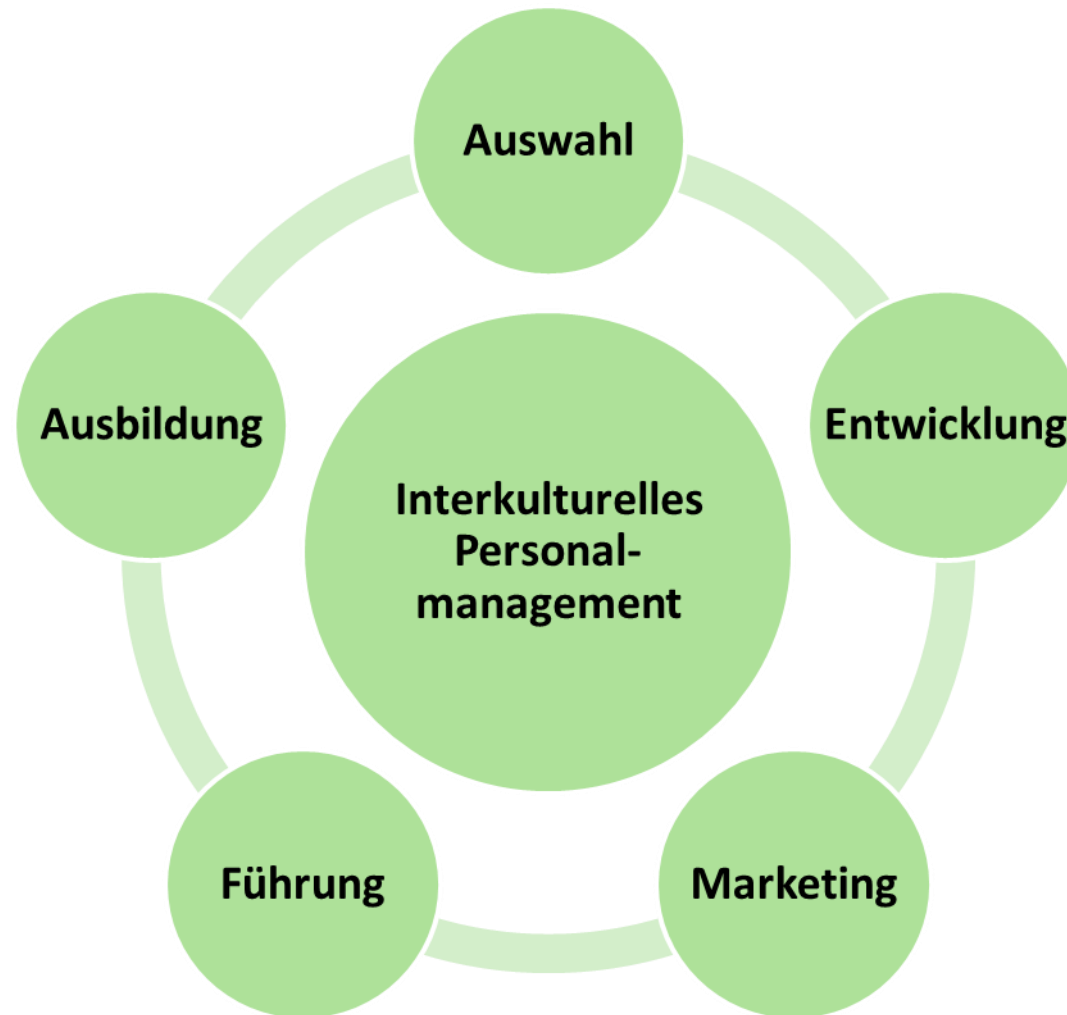 Auswahl
Ausbildung
Entwicklung
Interkulturelles
Personal-
management
Führung
Marketing